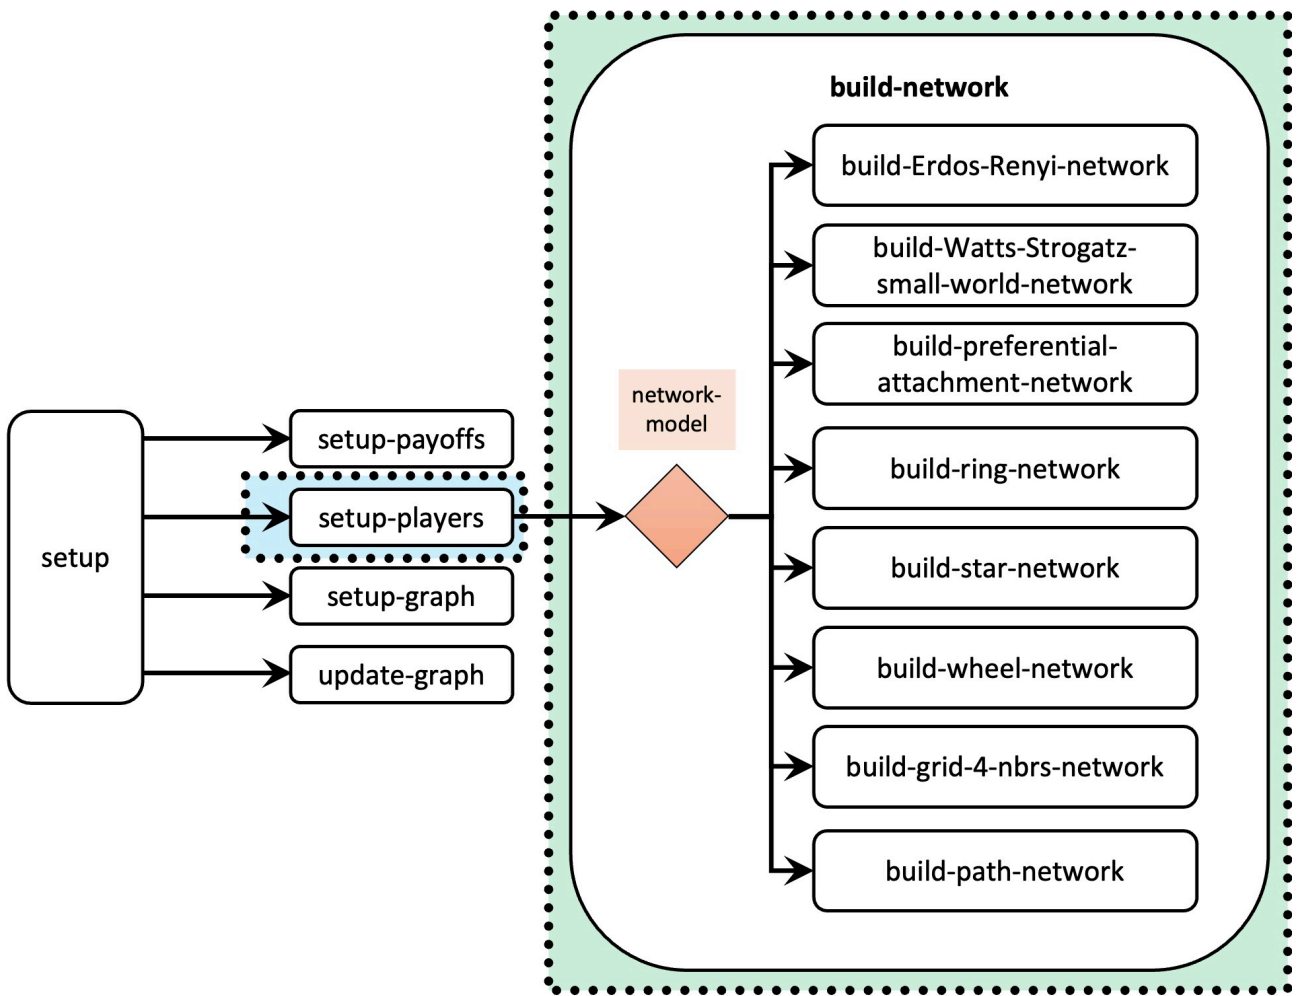 build-network
build-Erdos-Renyi-network
build-Watts-Strogatz-
small-world-network
build-preferential-
attachment-network
network-
model
setup-payoffs
build-ring-network
setup-players
setup
build-star-network
setup-graph
update-graph
build-wheel-network
build-grid-4-nbrs-network
build-path-network